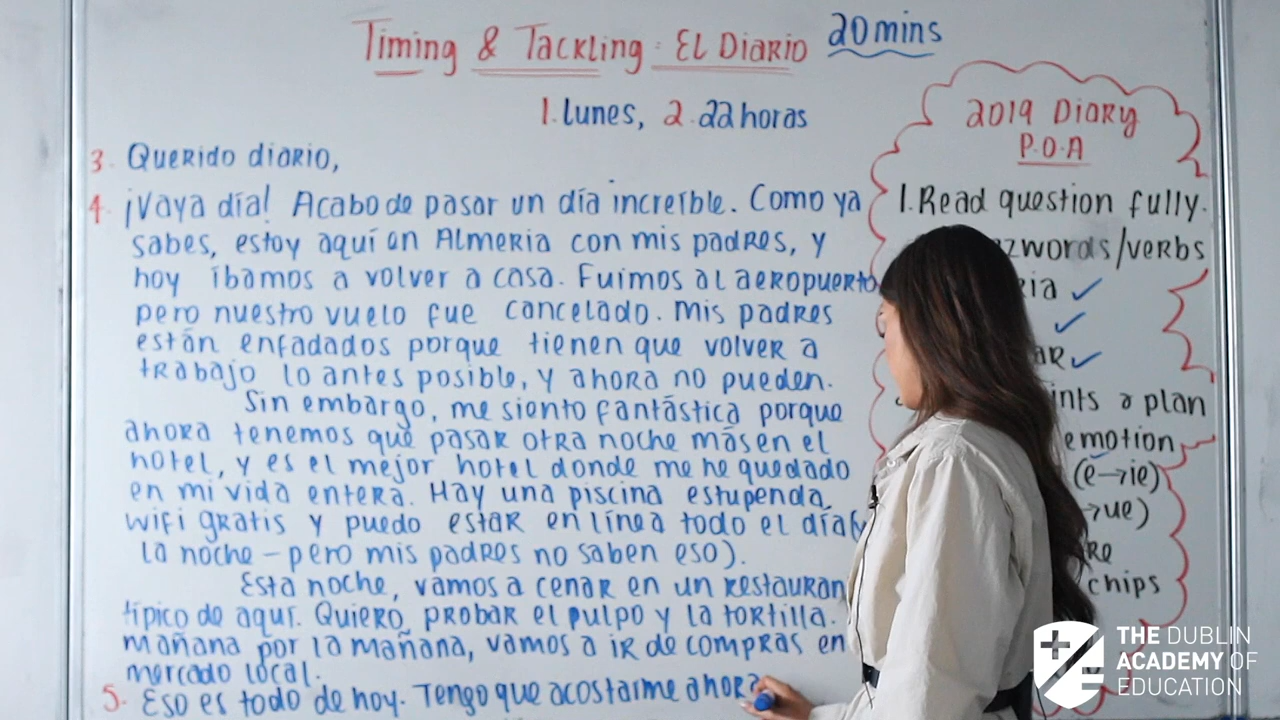 Timing & Tackling : El Diario 20 mins
1. Lunes, 2. 22 horas
3. Querido diario,
4. ¡Vaya día! Acabo de pasar un día increíble. Como ya
sabes, estoy aquí en Almeria con mis padres, y
hoy íbamos a volver a casa. Fuimos al aeropuerto
pero nuestro vuelo fue cancelado. Mis padres
están enfadados porque tienen que volver a
trabajo lo antes posible, y ahora no pueden.
Sin embargo, me siento fantástica porque
ahora tenemos que pasar otra noche más en el
hotel, y es el mejor hotel donde me he quedado
en mi vida entera. Hay una piscina estupenda,
wifi gratis y puedo estar en línea todo el día (y
la noche – pero mis padres no saben eso).
Esta noche, vamos a cenar en un restauran
típico de aquí. Quiero probar el pulpo y la tortilla.
mañana por la mañana, vamos a ir de compras en
mercado local.
5. Eso es todo de hoy. Tengo que acostarme ahora
2019 Diary
P.O.A
1. Read question fully.
words/verbs
ints & plan
emotion
(e→ie)
→ue)
chips
THE DUBLIN
ACADEMY OF
EDUCATION